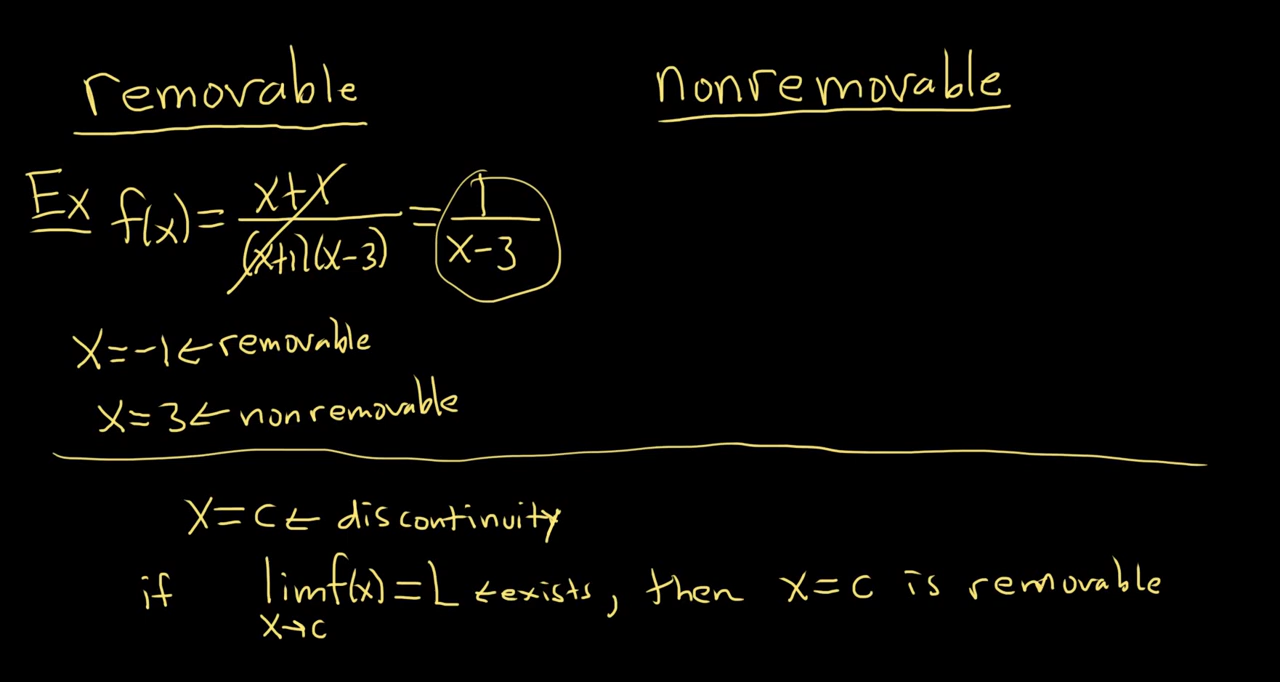 removable nonremovable
Ex f(x) = x+1 / (x+1)(x-3) = 1 / x-3
x = -1 ← removable
x = 3 ← nonremovable
x = c ← discontinuity
if lim f(x) = L ← exists, then x = c is removable
x→c